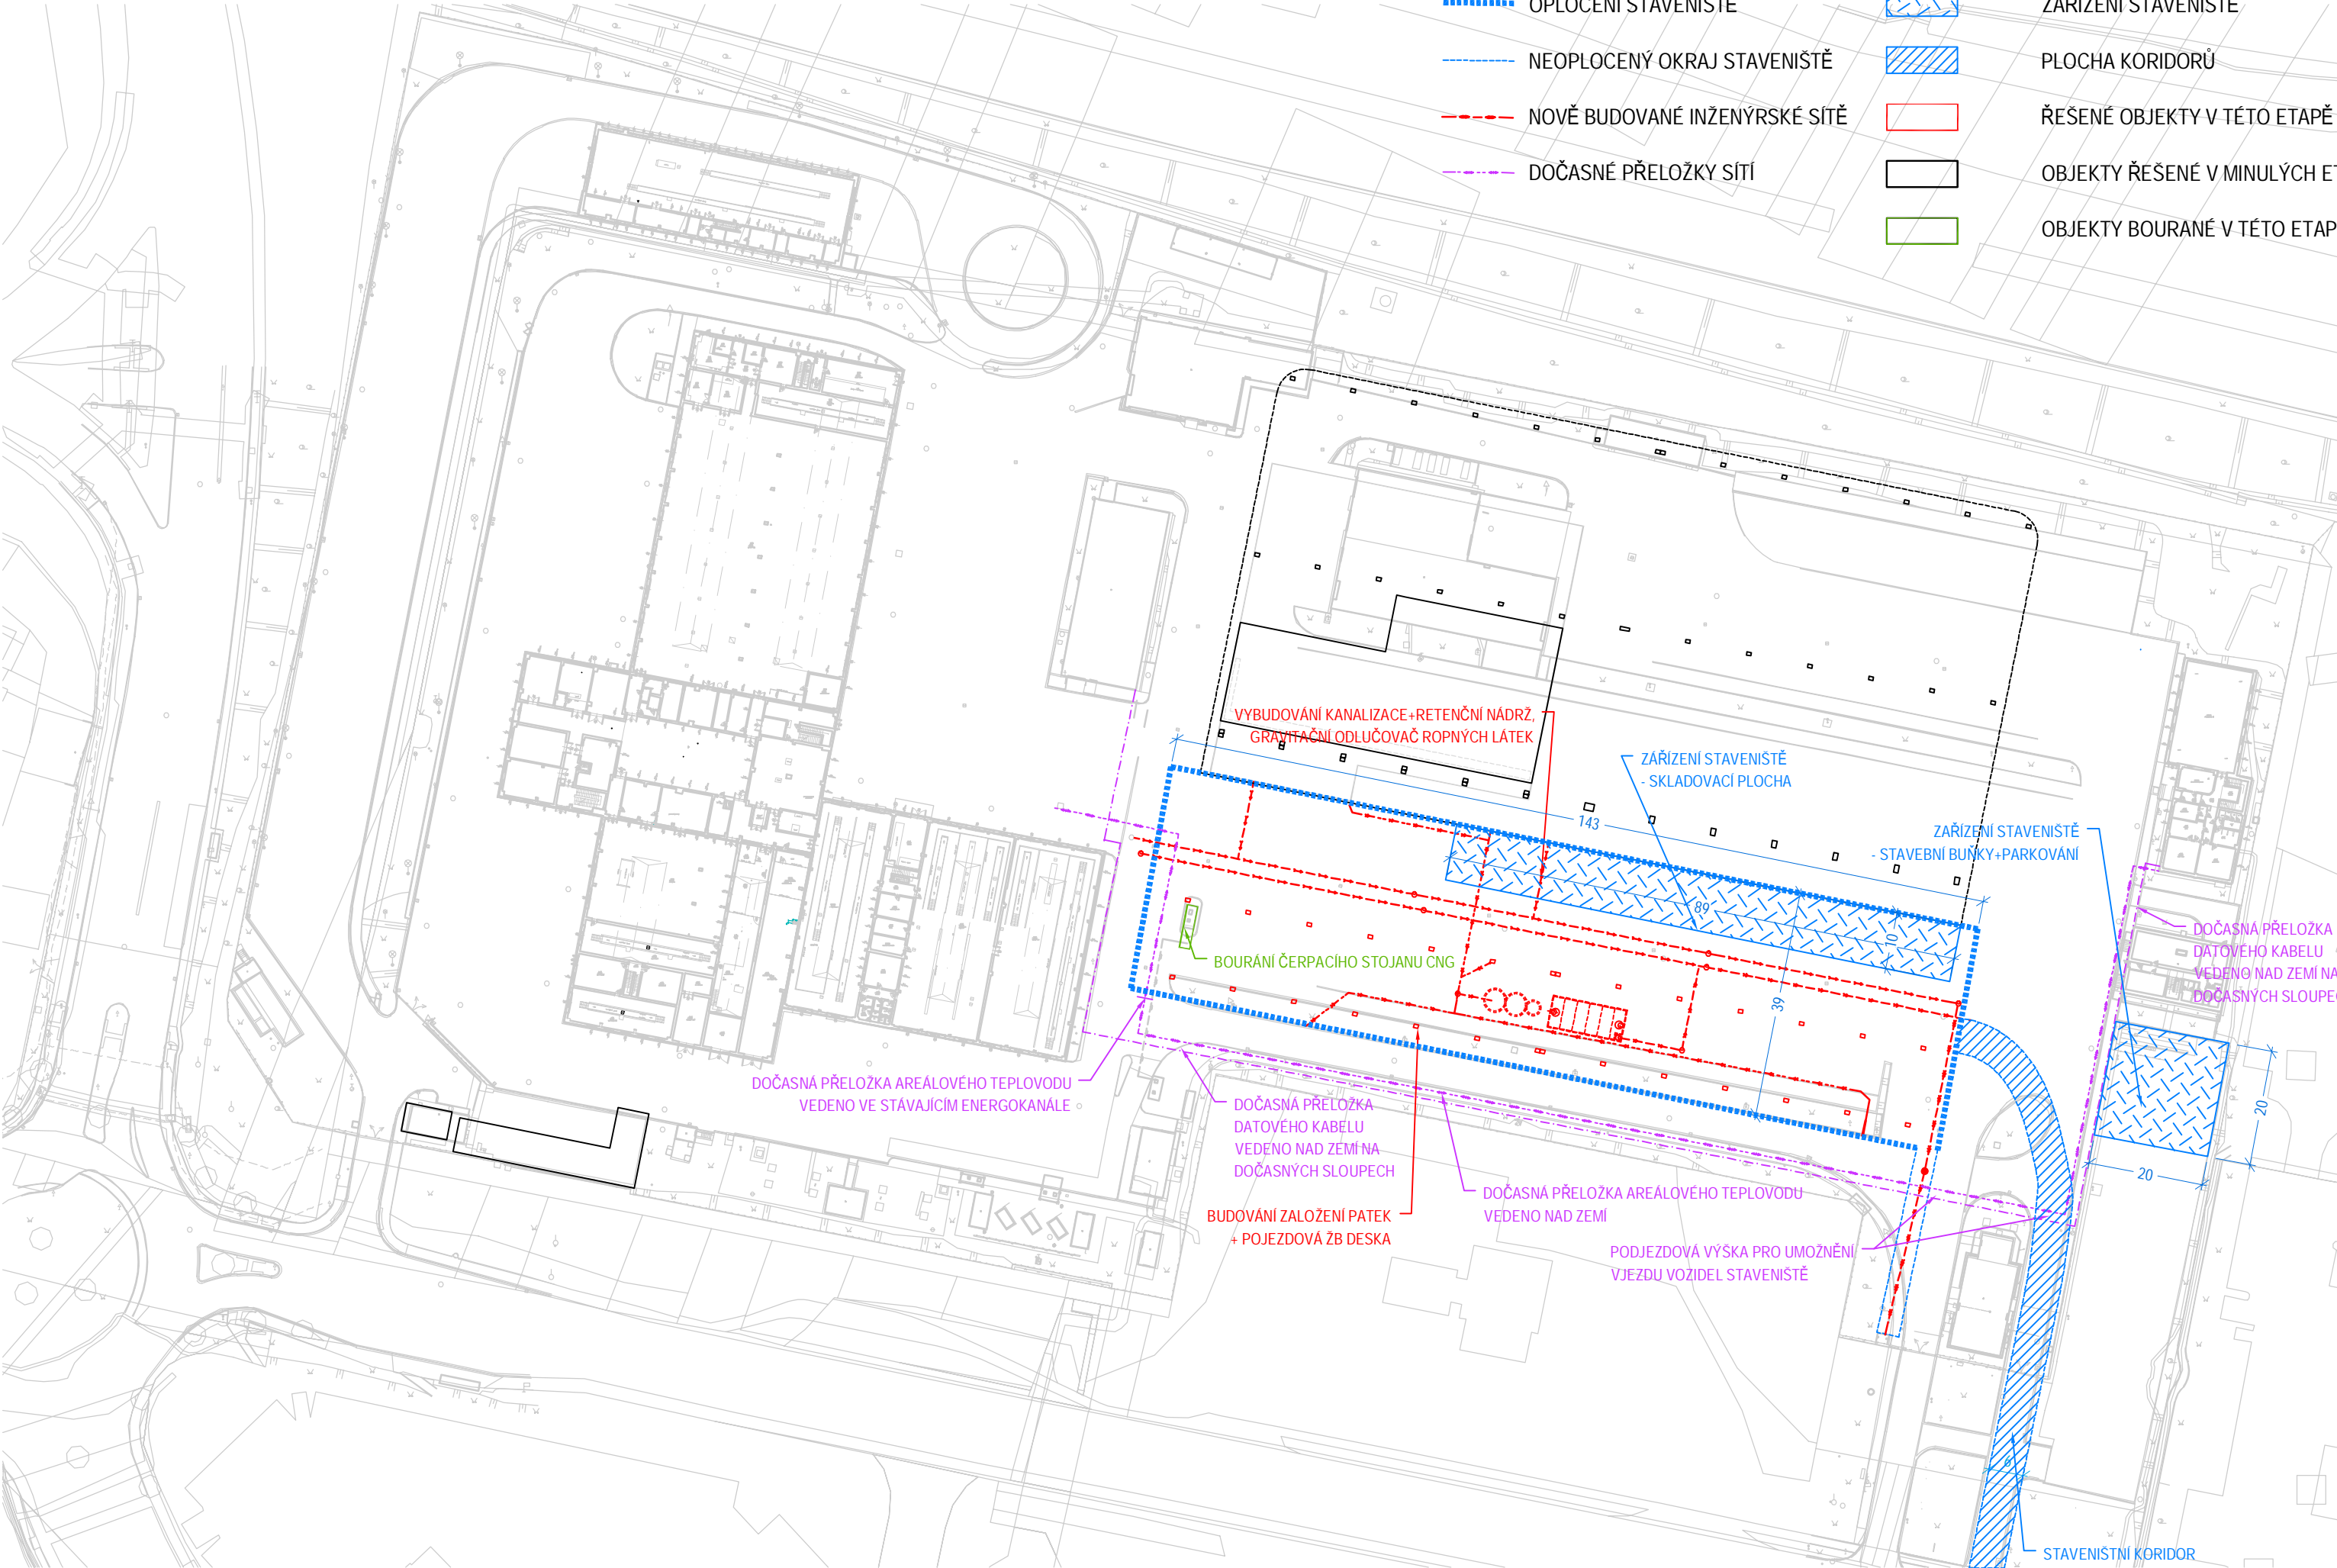 OPLOCENÍ STAVENIŠTĚ
ZAŘÍZENÍ STAVENIŠTĚ
NEOPLOCENÝ OKRAJ STAVENIŠTĚ
PLOCHA KORIDORŮ
NOVĚ BUDOVANÉ INŽENÝRSKÉ SÍTĚ
ŘEŠENÉ OBJEKTY V TÉTO ETAPĚ
DOČASNÉ PŘELOŽKY SÍTÍ
OBJEKTY ŘEŠENÉ V MINULÝCH
OBJEKTY BOURANÉ V TÉTO ETAP
VYBUDOVÁNÍ KANALIZACE+RETENČNÍ NÁDRŽ,
GRAVITAČNÍ ODLUČOVAČ ROPNÝCH LÁTEK
ZÁŘÍZENÍ STAVENIŠTĚ
- SKLADOVACÍ PLOCHA
143
ZAŘÍZENÍ STAVENIŠTĚ
- STAVEBNÍ BUŇKY+PARKOVÁNÍ
89
10
39
DOČASNÁ PŘELOŽKA
DATOVÉHO KABELU
VEDENO NAD ZEMÍ NA
DOČASNÝCH SLOUPE
BOURÁNÍ ČERPACÍHO STOJANU CNG
20
20
DOČASNÁ PŘELOŽKA AREÁLOVÉHO TEPLOVODU
VEDENO VE STÁVAJÍCÍM ENERGOKANÁLE
DOČASNÁ PŘELOŽKA
DATOVÉHO KABELU
VEDENO NAD ZEMÍ NA
DOČASNÝCH SLOUPECH
DOČASNÁ PŘELOŽKA AREÁLOVÉHO TEPLOVODU
VEDENO NAD ZEMÍ
BUDOVÁNÍ ZALOŽENÍ PATEK
+ POJEZDOVÁ ŽB DESKA
PODJEZDOVÁ VÝŠKA PRO UMOŽNĚNÍ
VJEZDU VOZIDEL STAVENIŠTĚ
6
STAVENIŠTNÍ KORIDOR